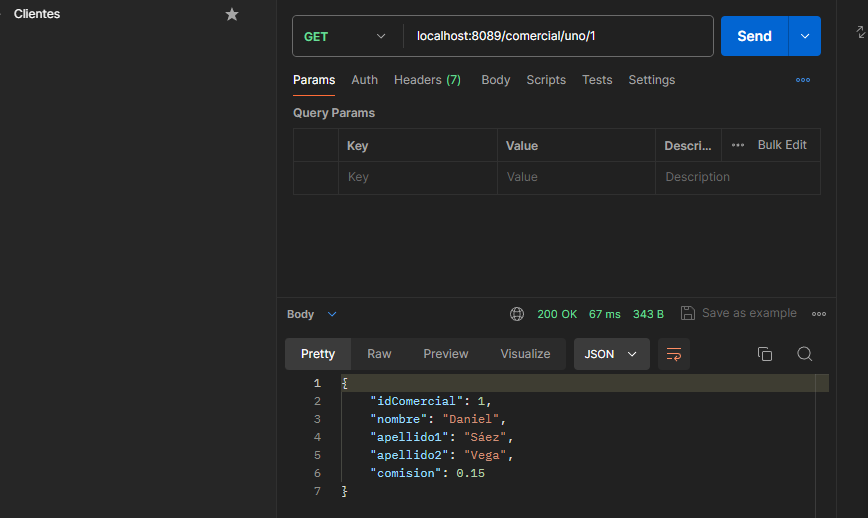 Clientes
GET localhost:8089/comercial/uno/1 Send
Params Auth Headers (7) Body Scripts Tests Settings
Query Params
Key Value Descri... Bulk Edit
Key Value Description
Body 200 OK 67 ms 343 B Save as example
Pretty Raw Preview Visualize JSON
1 {
2 "idComercial": 1,
3 "nombre": "Daniel",
4 "apellido1": "Sáez",
5 "apellido2": "Vega",
6 "comision": 0.15
7 }